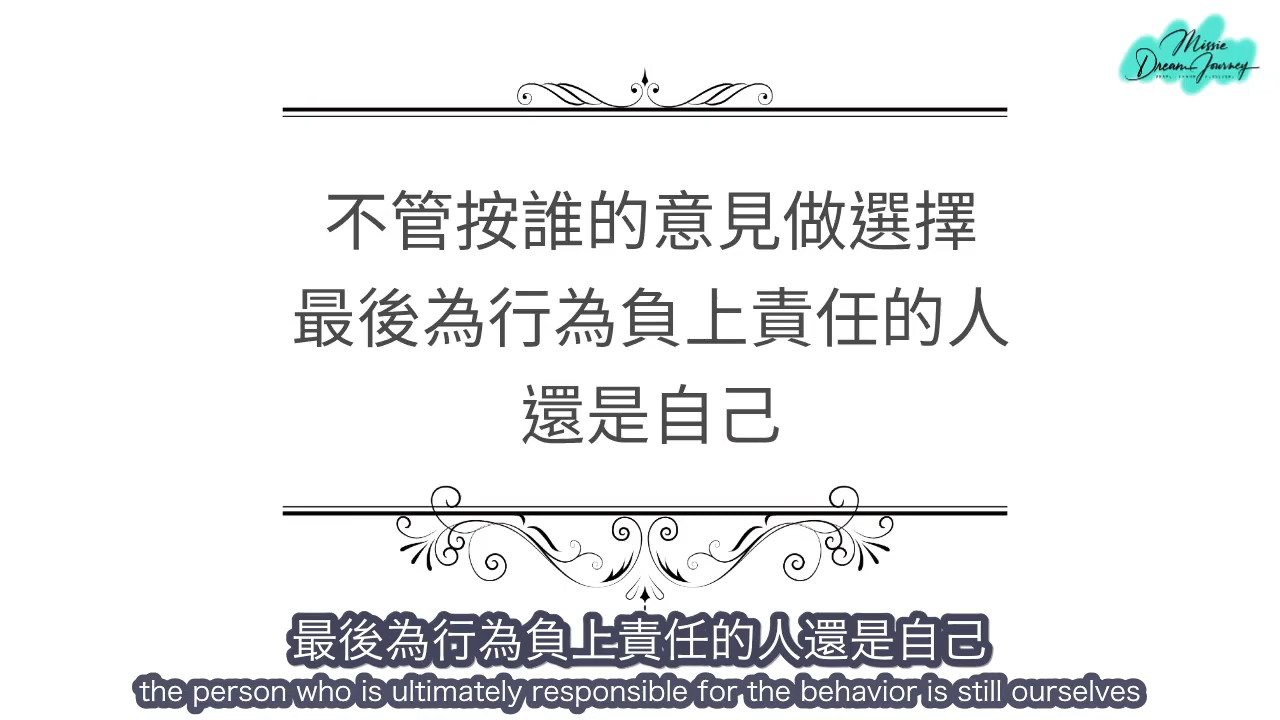 Missie
Dream Journey
不管按誰的意見做選擇
最後為行為負上責任的人
還是自己
最後為行為負上責任的人還是自己
the person who is ultimately responsible for the behavior is still ourselves